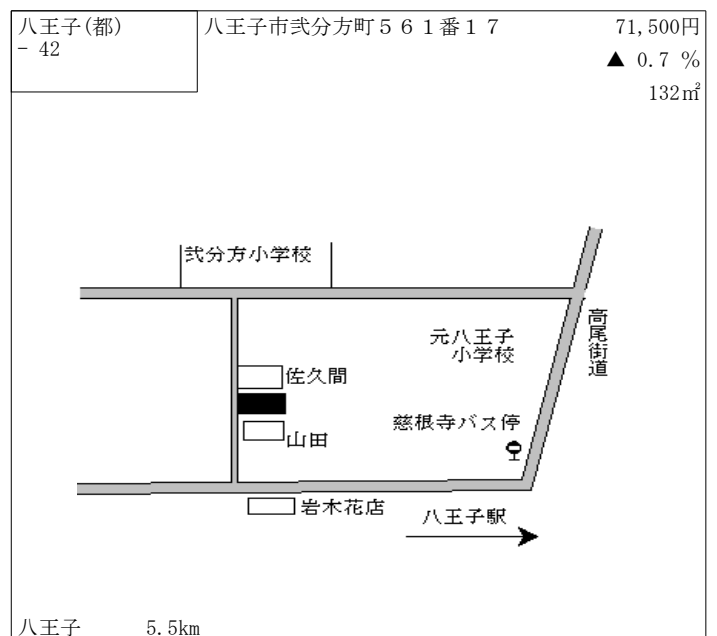 八王子(都)
- 42
八王子市弐分方町５６１番１７
71,500円
▲ 0.7 %
132㎡
弐分方小学校
高尾街道
元八王子
小学校
佐久間
山田
慈根寺バス停
岩木花店
八王子駅
八王子 5.5km